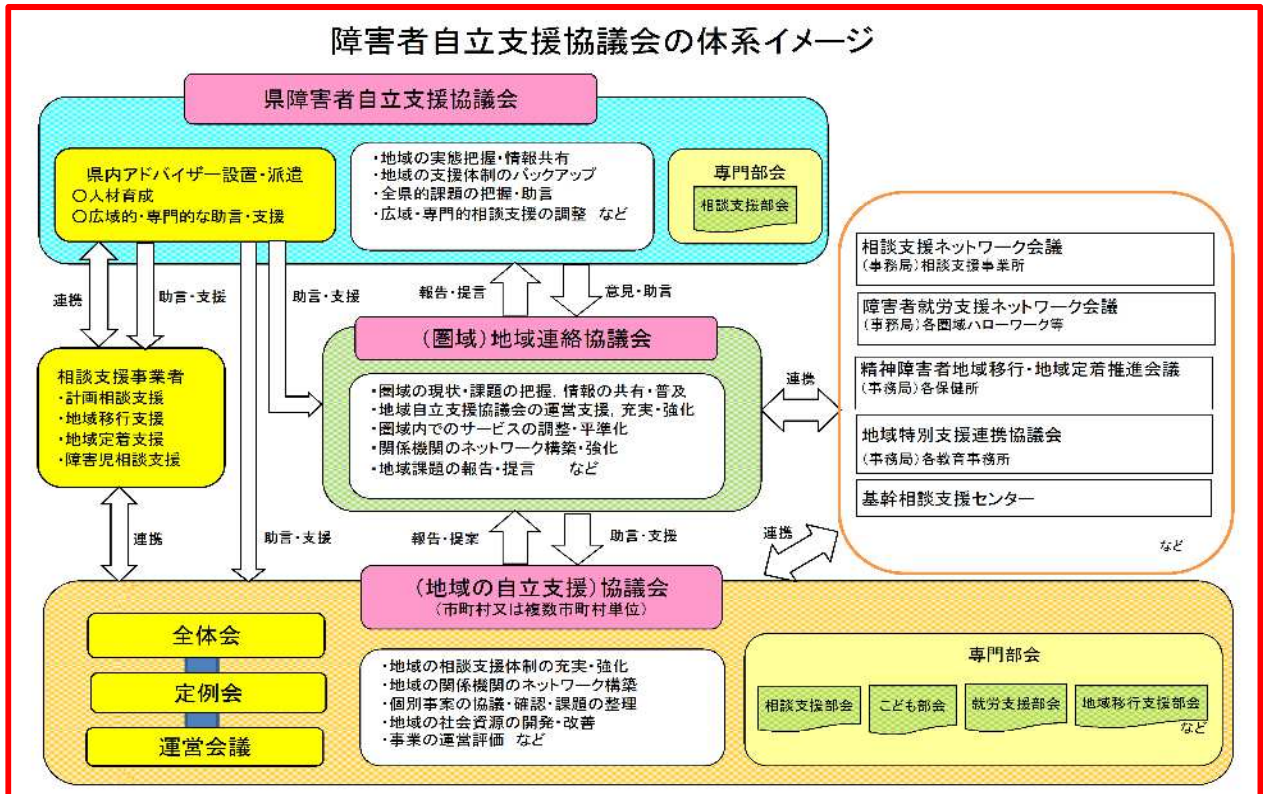 障害者自立支援協議会の体系イメージ
県障害者自立支援協議会
県内アドバイザー設置・派遣
○人材育成
○広域的・専門的な助言・支援
・地域の実態把握・情報共有
・地域の支援体制のバックアップ
・全県的課題の把握・助言
・広域・専門的相談支援の調整 など
専門部会
相談支援部会
連携
助言・支援
助言・支援
報告・提言
意見・助言
相談支援ネットワーク会議
(事務局)相談支援事業所
障害者就労支援ネットワーク会議
(事務局)各圏域ハローワーク等
精神障害者地域移行・地域定着推進会議
(事務局)各保健所
地域特別支援連携協議会
(事務局)各教育事務所
基幹相談支援センター
など
相談支援事業者
・計画相談支援
・地域移行支援
・地域定着支援
・障害児相談支援
(圏域)地域連絡協議会
・圏域の現状・課題の把握,情報の共有・普及
・地域自立支援協議会の運営支援,充実・強化
・圏域内でのサービスの調整・平準化
・関係機関のネットワーク構築・強化
・地域課題の報告・提言 など
連携
連携
助言・支援
報告・提案
助言・支援
連携
(地域の自立支援)協議会
(市町村又は複数市町村単位)
全体会
定例会
運営会議
・地域の相談支援体制の充実・強化
・地域の関係機関のネットワーク構築
・個別事案の協議・確認・課題の整理
・地域の社会資源の開発・改善
・事業の運営評価 など
専門部会
相談支援部会
こども部会
就労支援部会
地域移行支援部会
など